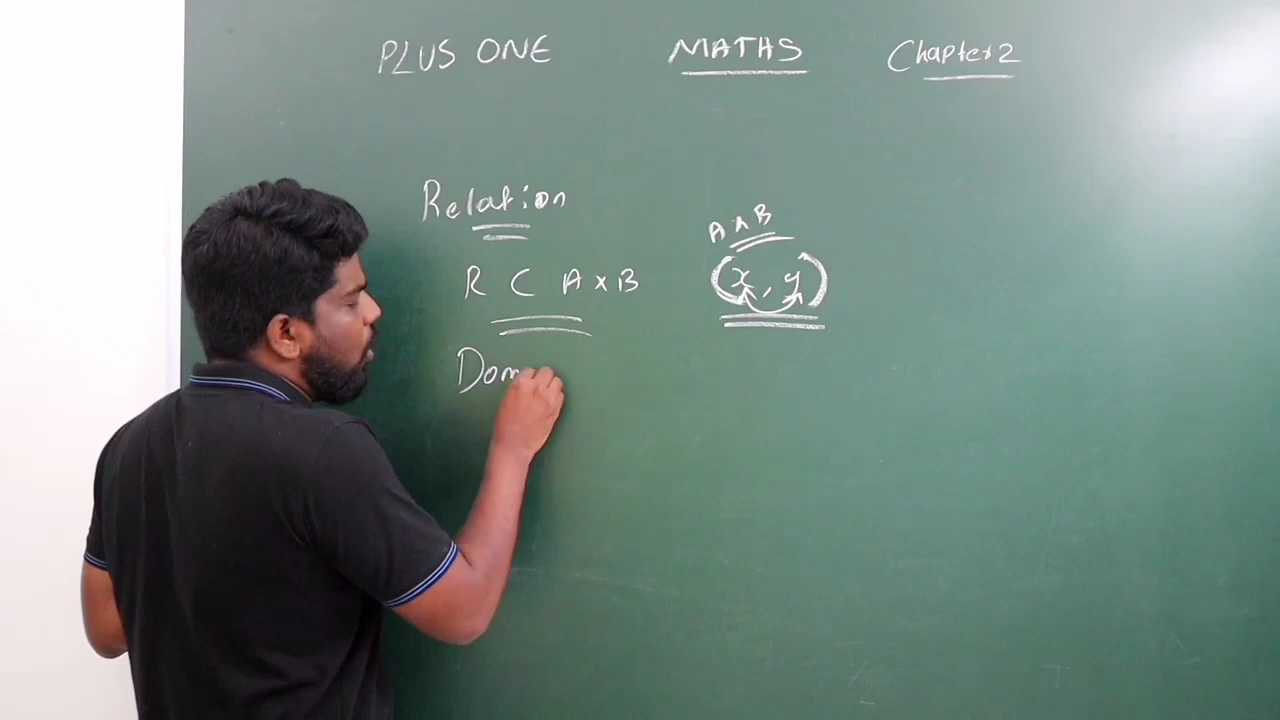 PLUS ONE MATHS Chapter 2
Relation
A x B
R ⊂ A x B
(x, y)
Dom